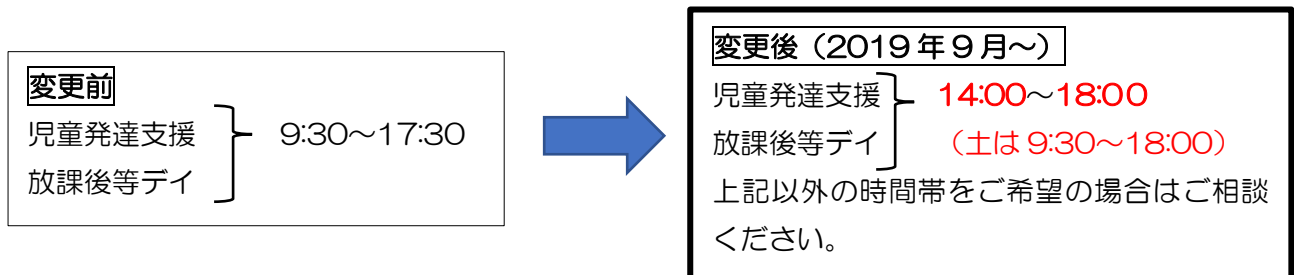 変更前
児童発達支援
9:30～17:30
放課後等デイ
変更後（2019年9月～）
児童発達支援
14:00～18:00
放課後等デイ
（土は9:30～18:00）
上記以外の時間帯をご希望の場合はご相談
ください。